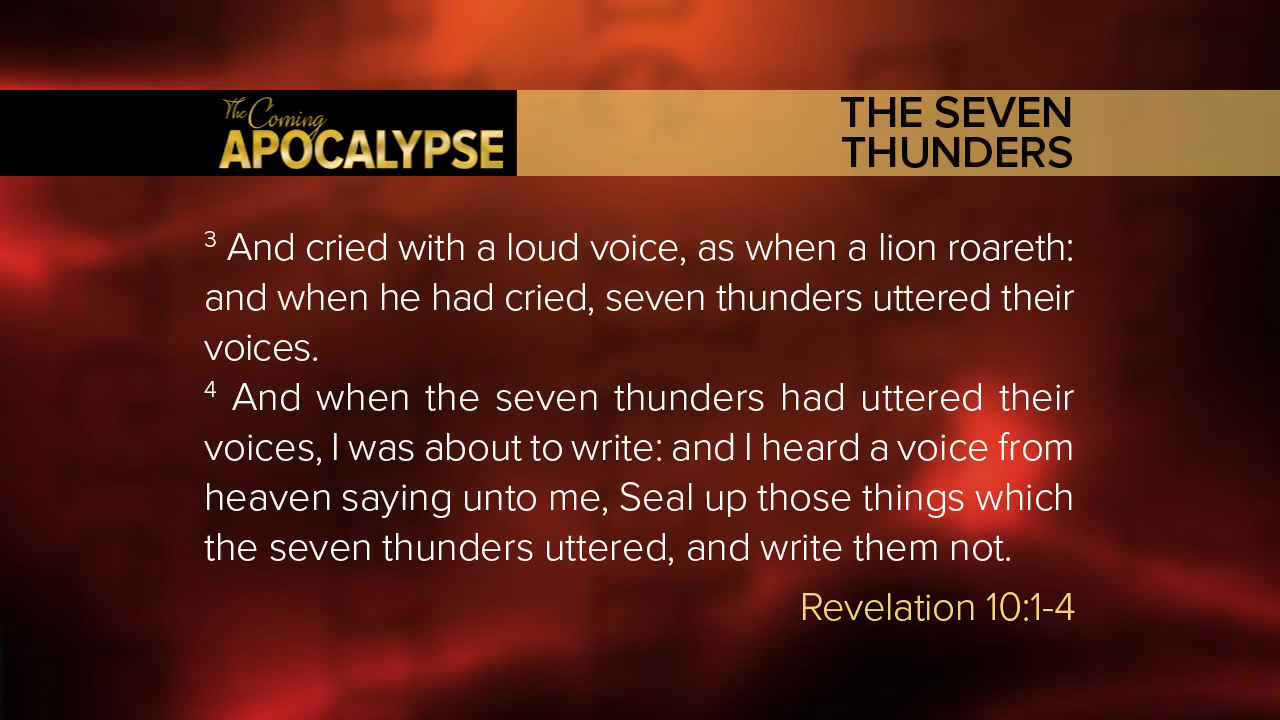 The Coming
APOCALYPSE
THE SEVEN
THUNDERS
3 And cried with a loud voice, as when a lion roareth:
and when he had cried, seven thunders uttered their
voices.
4 And when the seven thunders had uttered their
voices, I was about to write: and I heard a voice from
heaven saying unto me, Seal up those things which
the seven thunders uttered, and write them not.
Revelation 10:1-4